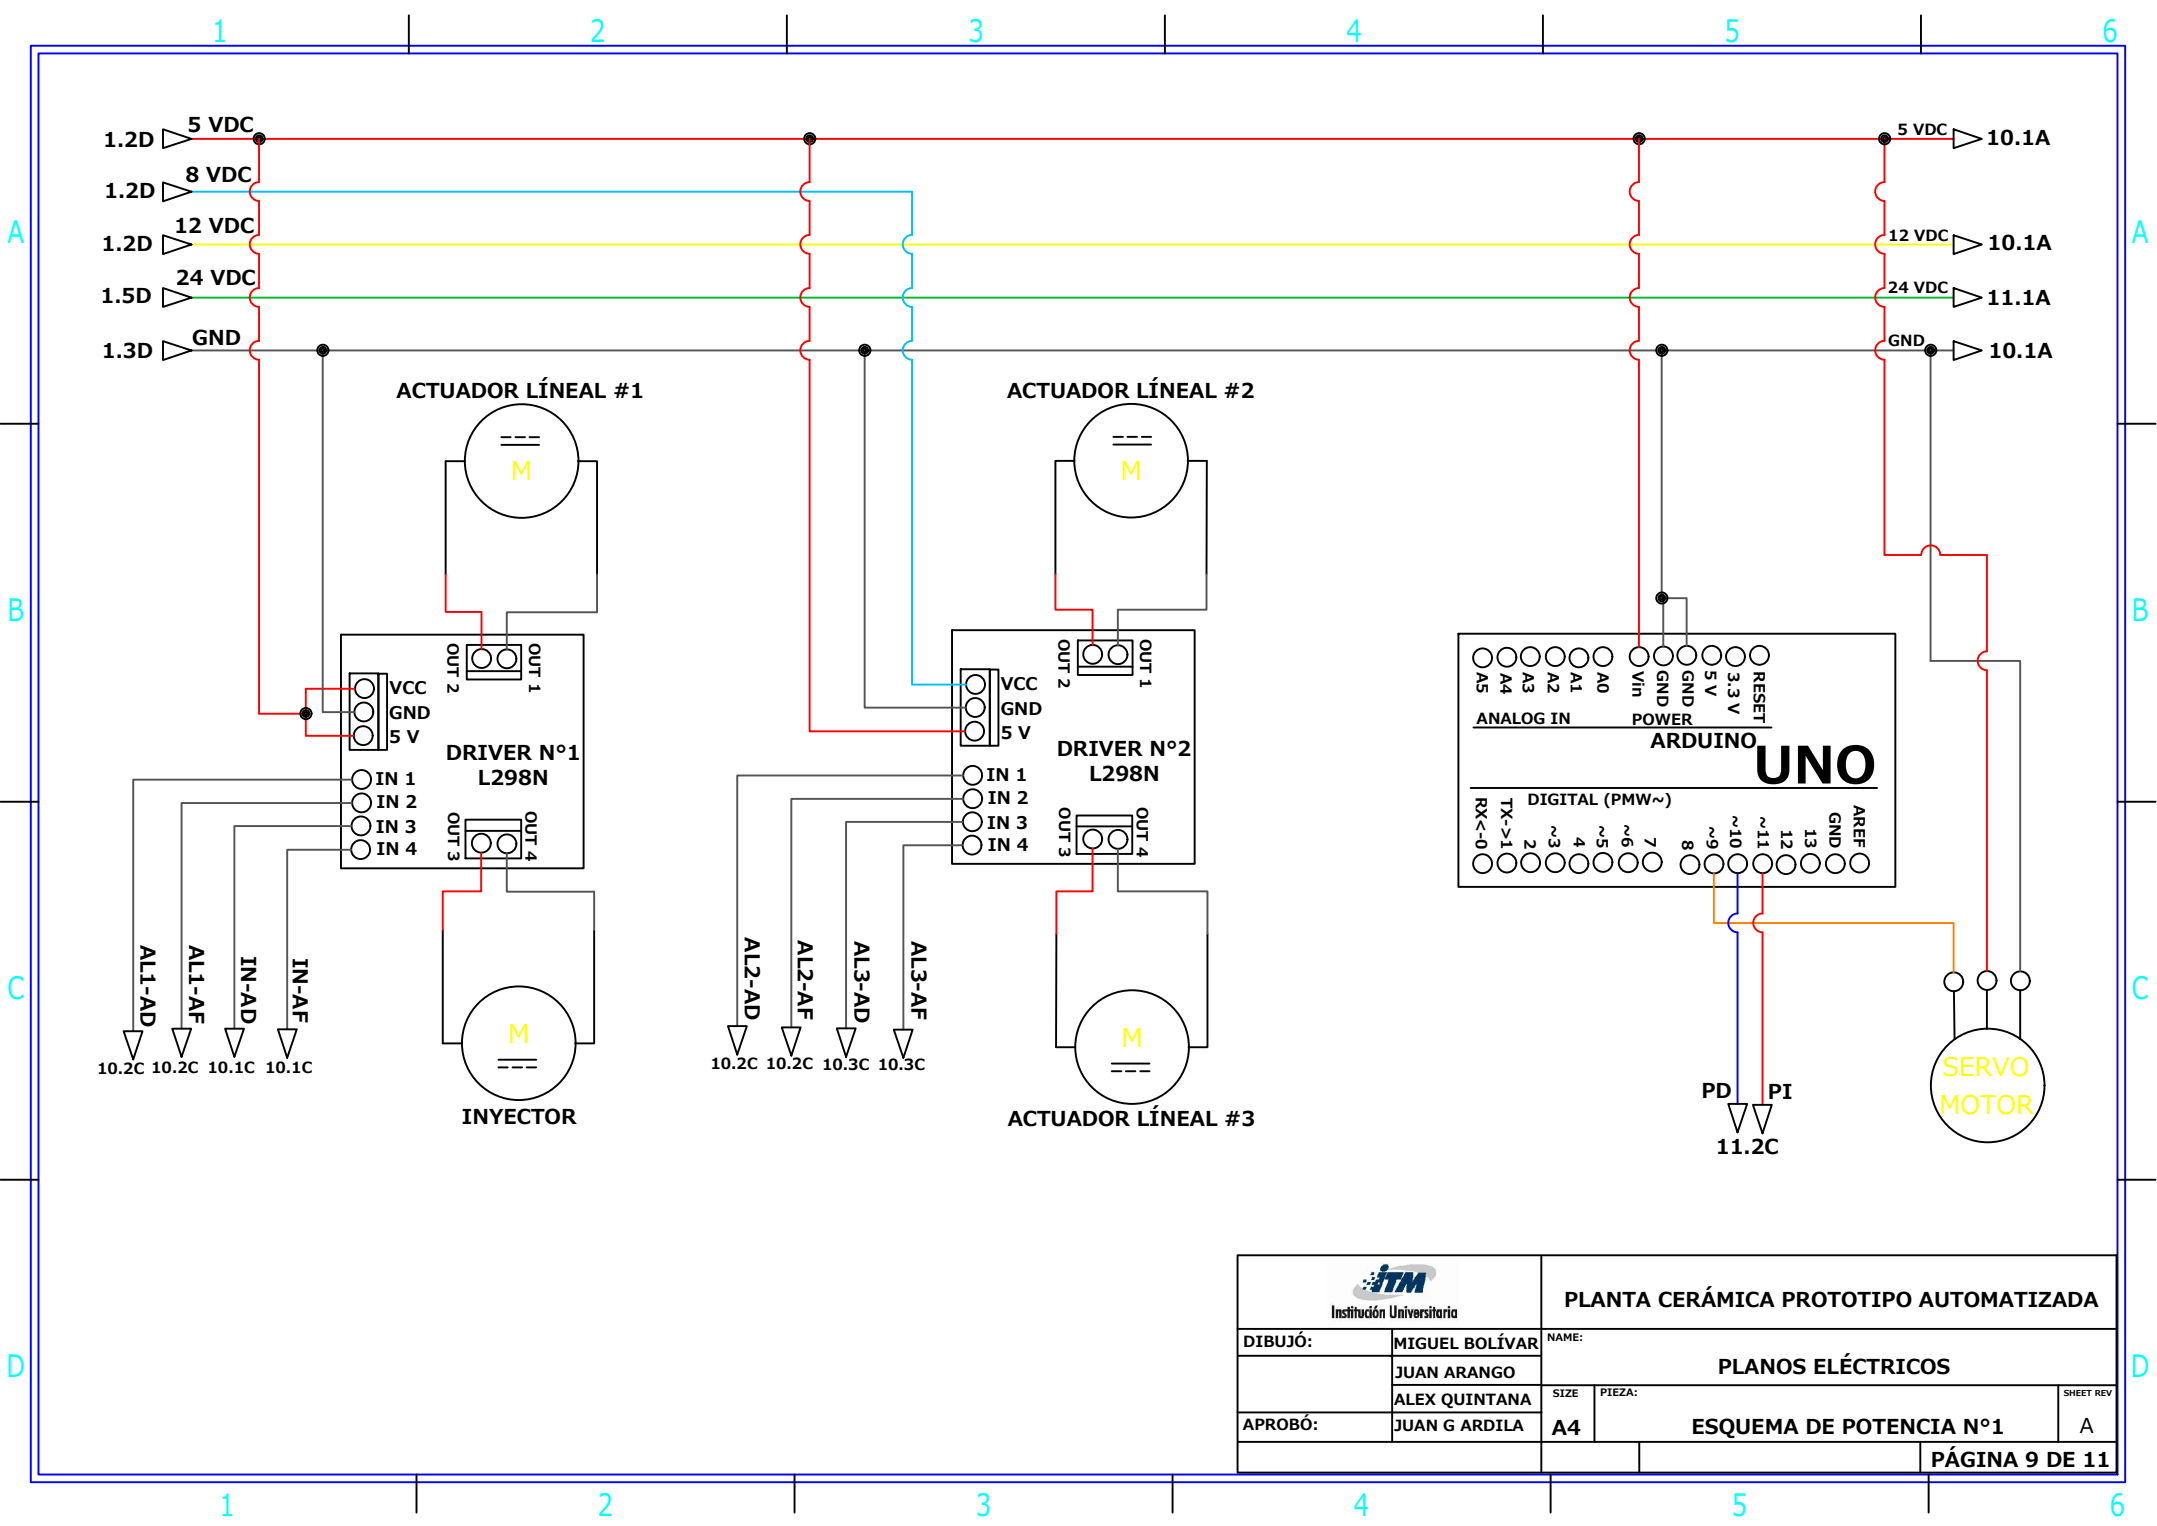 1 2 3 4 5 6
1.2D 5 VDC 5 VDC 10.1A
1.2D 8 VDC
A 1.2D 12 VDC 12 VDC 10.1A A
1.5D 24 VDC 24 VDC 11.1A
1.3D GND GND 10.1A
ACTUADOR LÍNEAL #1
M
ACTUADOR LÍNEAL #2
M
B B
OUT 2 OUT 1
VCC
GND
5 V
DRIVER N°1
L298N
IN 1
IN 2
IN 3
IN 4
OUT 3 OUT 4
OUT 2 OUT 1
VCC
GND
5 V
DRIVER N°2
L298N
IN 1
IN 2
IN 3
IN 4
OUT 3 OUT 4
A5 A4 A3 A2 A1 A0 Vin GND GND 5 V 3.3 V RESET
ANALOG IN POWER
ARDUINO
UNO
DIGITAL (PMW~)
RX<-0 TX->1 2 ~3 4 ~5 ~6 7 8 ~9 ~10 ~11 12 13 GND AREF
C C
AL1-AD AL1-AF IN-AD IN-AF
10.2C 10.2C 10.1C 10.1C
M
INYECTOR
AL2-AD AL2-AF AL3-AD AL3-AF
10.2C 10.2C 10.3C 10.3C
M
ACTUADOR LÍNEAL #3
PD PI
11.2C
SERVO
MOTOR
D D
ITM
Institución Universitaria
PLANTA CERÁMICA PROTOTIPO AUTOMATIZADA
DIBUJÓ: MIGUEL BOLÍVAR
JUAN ARANGO
ALEX QUINTANA
APROBÓ: JUAN G ARDILA
NAME:
PLANOS ELÉCTRICOS
SIZE
A4
PIEZA:
ESQUEMA DE POTENCIA N°1
SHEET REV
A
PÁGINA 9 DE 11
1 2 3 4 5 6